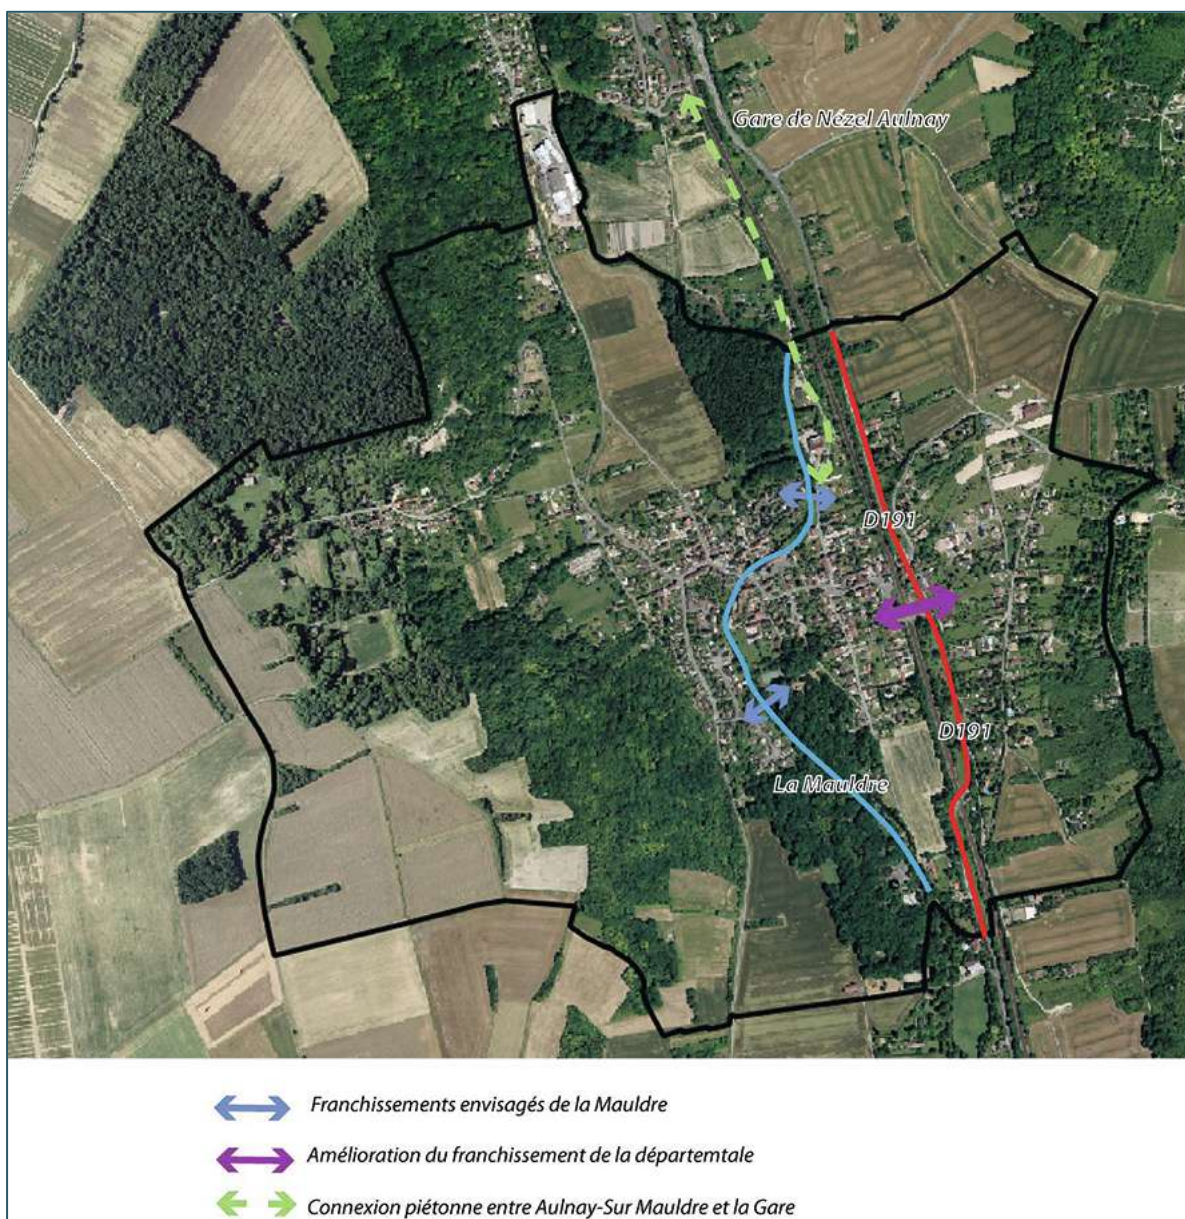 Gare de Nézel Aulnay
D191
D191
La Mauldre
Franchissements envisagés de la Mauldre
Amélioration du franchissement de la départemtale
Connexion piétonne entre Aulnay-Sur Mauldre et la Gare